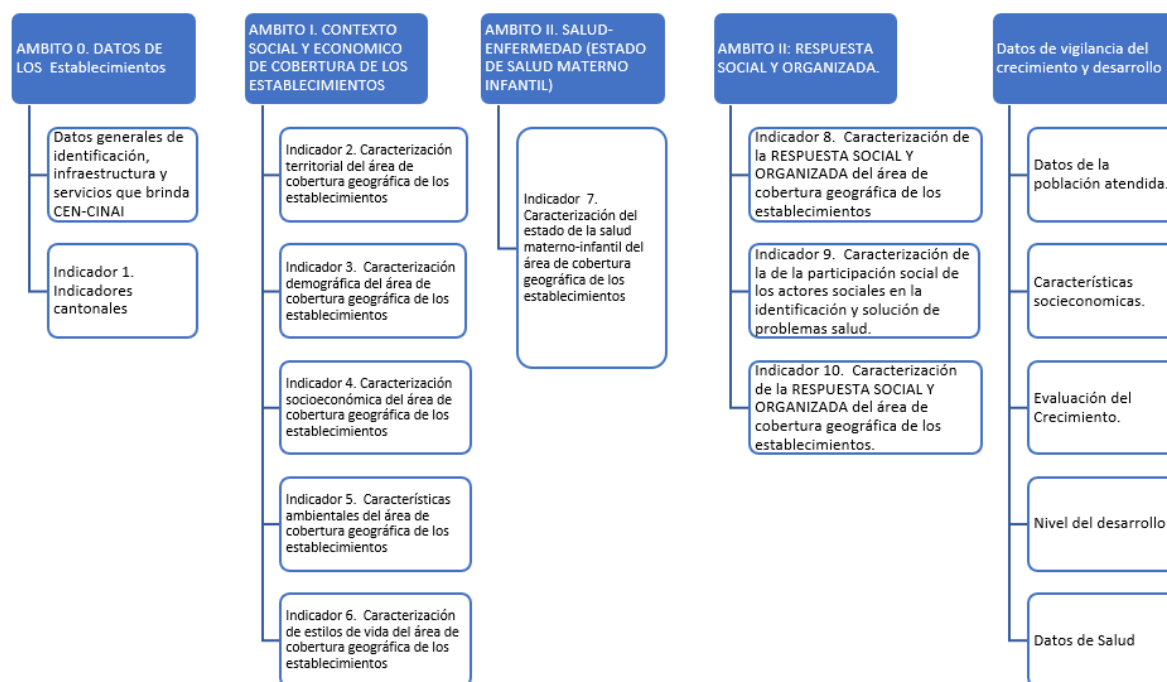 AMBITO 0. DATOS DE
LOS Establecimientos
Datos generales de
identificación,
infraestructura y
servicios que brinda
CEN-CINAI
Indicador 1.
Indicadores
cantonales
AMBITO I. CONTEXTO
SOCIAL Y ECONOMICO
DE COBERTURA DE LOS
ESTABLECIMIENTOS
Indicador 2. Caracterización
territorial del área de
cobertura geográfica de los
establecimientos
Indicador 3. Caracterización
demográfica del área de
cobertura geográfica de los
establecimientos
Indicador 4. Caracterización
socioeconómica del área de
cobertura geográfica de los
establecimientos
Indicador 5. Características
ambientales del área de
cobertura geográfica de los
establecimientos
Indicador 6. Caracterización
de estilos de vida del área de
cobertura geográfica de los
establecimientos
AMBITO II. SALUD-
ENFERMEDAD (ESTADO
DE SALUD MATERNO
INFANTIL)
Indicador 7.
Caracterización del
estado de la salud
materno-infantil del
área de cobertura
geográfica de los
establecimientos
AMBITO II: RESPUESTA
SOCIAL Y ORGANIZADA.
Indicador 8. Caracterización de
la RESPUESTA SOCIAL Y
ORGANIZADA del área de
cobertura geográfica de los
establecimientos
Indicador 9. Caracterización de
la de la participación social de
los actores sociales en la
identificación y solución de
problemas salud.
Indicador 10. Caracterización
de la RESPUESTA SOCIAL Y
ORGANIZADA del área de
cobertura geográfica de los
establecimientos.
Datos de vigilancia del
crecimiento y desarrollo
Datos de la
población atendida.
Características
socieconomicas.
Evaluación del
Crecimiento.
Nivel del desarrollo
Datos de Salud